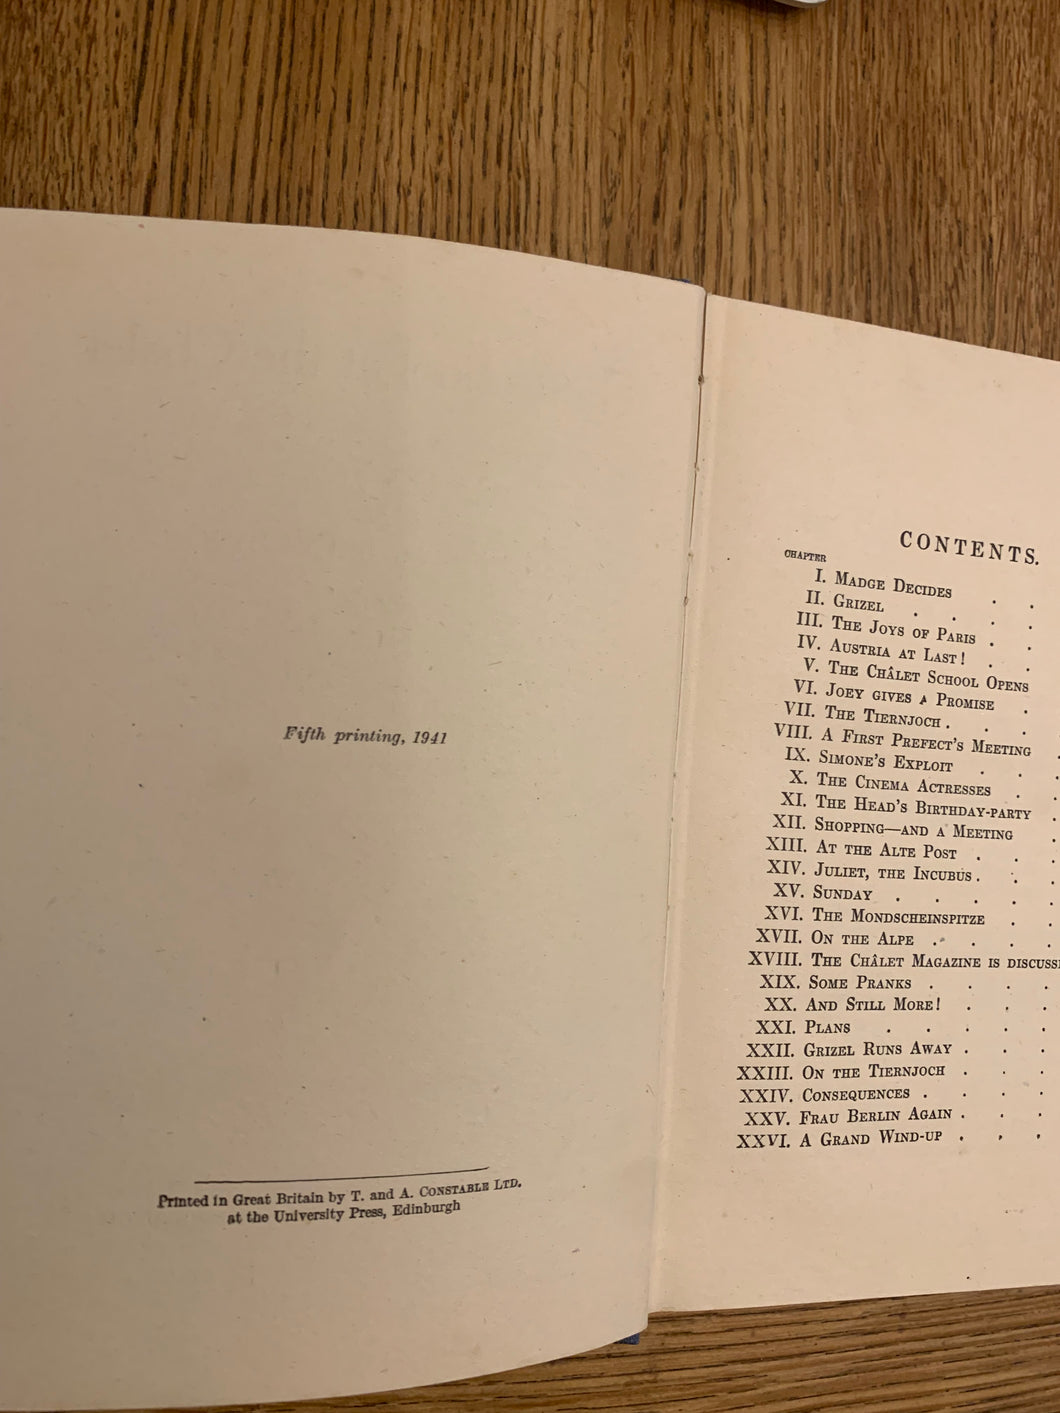 Fifth printing, 1941
Printed in Great Britain by T. and A. CONSTABLE LTD.
at the University Press, Edinburgh
CONTENTS.
CHAPTER
I. MADGE DECIDES . .
II. GRIZEL . . . .
III. THE JOYS OF PARIS . .
IV. AUSTRIA AT LAST! . .
V. THE CHÂLET SCHOOL OPENS
VI. JOEY GIVES A PROMISE .
VII. THE TIERNJOCH . . .
VIII. A FIRST PREFECT'S MEETING .
IX. SIMONE'S EXPLOIT . . .
X. THE CINEMA ACTRESSES . .
XI. THE HEAD'S BIRTHDAY-PARTY .
XII. SHOPPING—AND A MEETING .
XIII. AT THE ALTE POST . . .
XIV. JULIET, THE INCUBUS . . .
XV. SUNDAY . . . . .
XVI. THE MONDSCHEINSPITZE . .
XVII. ON THE ALPE . . . .
XVIII. THE CHÂLET MAGAZINE IS
XIX. SOME PRANKS . . . .
XX. AND STILL MORE! . . .
XXI. PLANS . . . . .
XXII. GRIZEL RUNS AWAY . . .
XXIII. ON THE TIERNJOCH . . .
XXIV. CONSEQUENCES . . . .
XXV. FRAU BERLIN AGAIN . . .
XXVI. A GRAND WIND-UP . . .